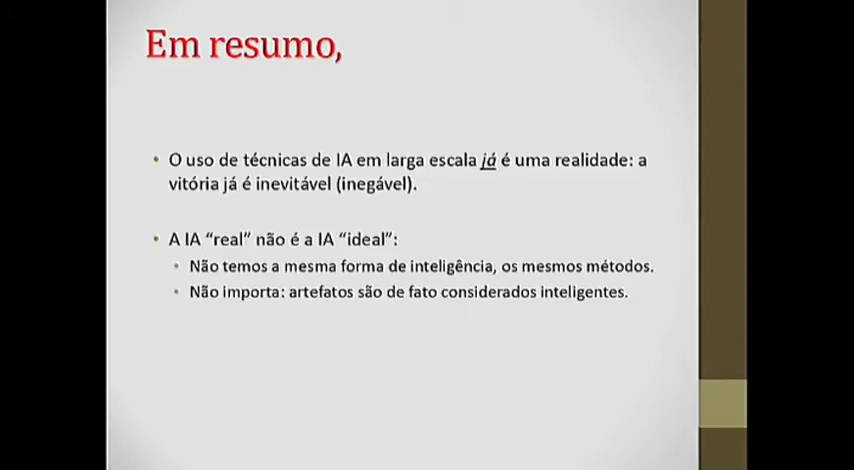 Em resumo,
• O uso de técnicas de IA em larga escala já é uma realidade: a
vitória já é inevitável (inegável).
• A IA “real” não é a IA “ideal”:
• Não temos a mesma forma de inteligência, os mesmos métodos.
• Não importa: artefatos são de fato considerados inteligentes.